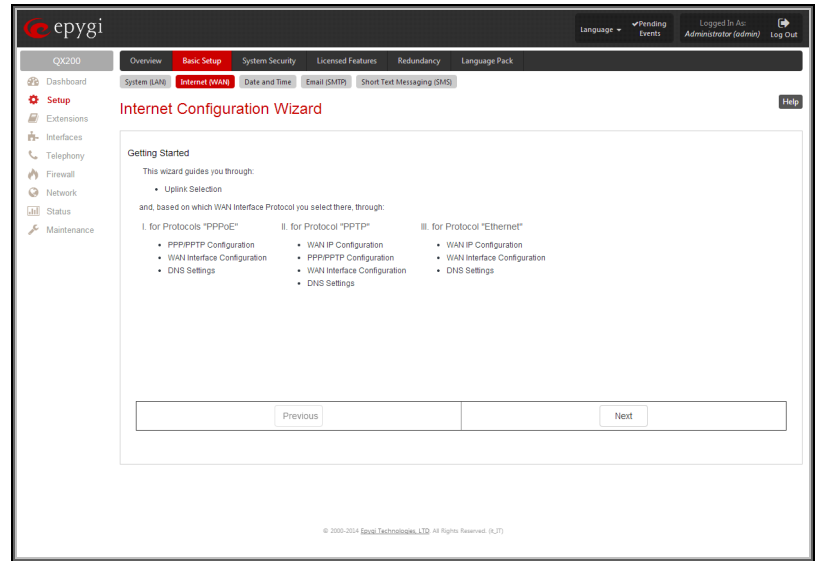 epygi
Language
Pending Events
Logged In As:
Administrator (admin)
Log Out
QX200
Overview
Basic Setup
System Security
Licensed Features
Redundancy
Language Pack
Dashboard
Setup
Extensions
Interfaces
Telephony
Firewall
Network
Status
Maintenance
System (LAN)
Internet (WAN)
Date and Time
Email (SMTP)
Short Text Messaging (SMS)
Internet Configuration Wizard
Help
Getting Started
This wizard guides you through:
• Uplink Selection
and, based on which WAN Interface Protocol you select there, through:
I. for Protocols "PPPoE"
• PPP/PPTP Configuration
• WAN Interface Configuration
• DNS Settings
II. for Protocol "PPTP"
• WAN IP Configuration
• PPP/PPTP Configuration
• WAN Interface Configuration
• DNS Settings
III. for Protocol "Ethernet"
• WAN IP Configuration
• WAN Interface Configuration
• DNS Settings
Previous
Next
© 2000-2014 Epygi Technologies, LTD. All Rights Reserved. (it_IT)